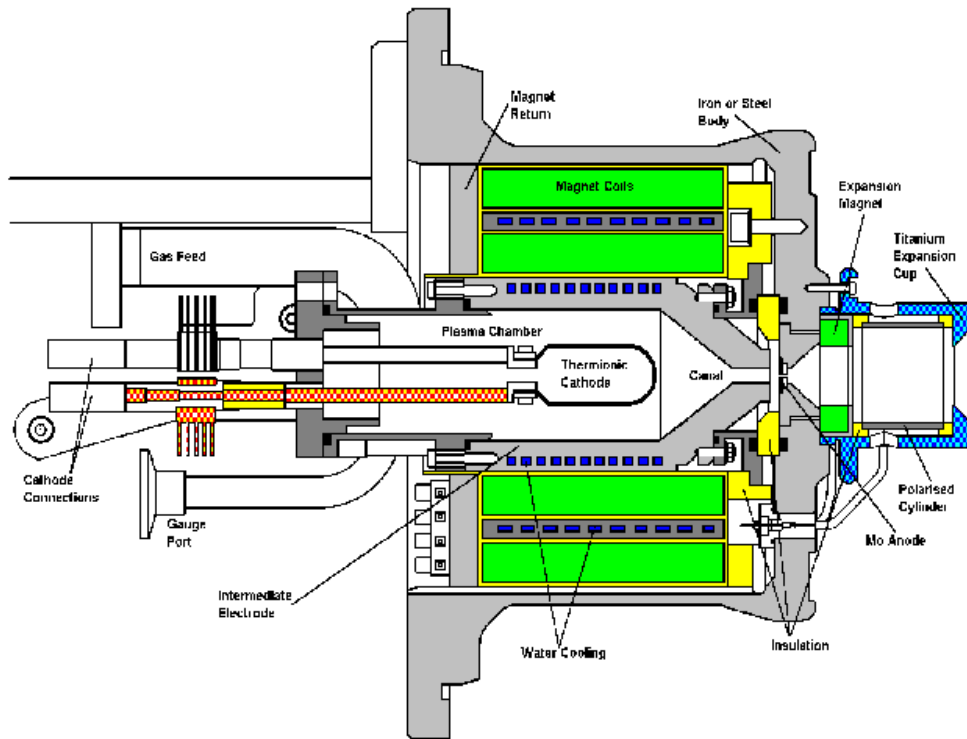 Magnet
Return
Iron or Steel
Body
Magnet Coils
Expansion
Magnet
Titanium
Expansion
Cup
Gas Feed
Plasma Chamber
Thermionic
Cathode
Canal
Cathode
Connections
Gauge
Port
Polarised
Cylinder
Mo Anode
Intermediate
Electrode
Water Cooling
Insulation